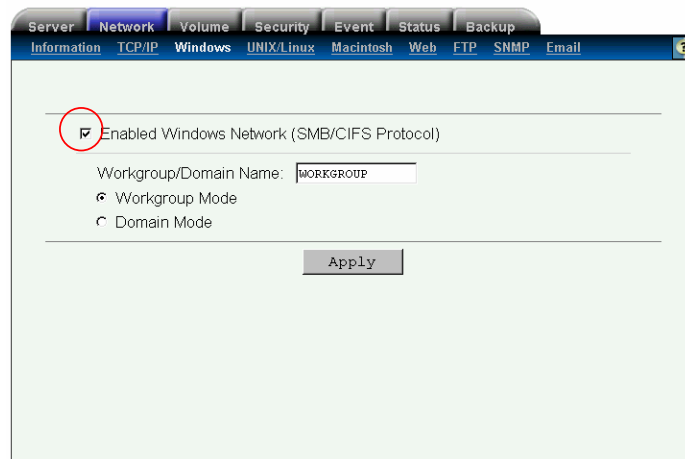 Server Network Volume Security Event Status Backup
Information TCP/IP Windows UNIX/Linux Macintosh Web FTP SNMP Email ?
Enabled Windows Network (SMB/CIFS Protocol)
Workgroup/Domain Name: WORKGROUP
Workgroup Mode
Domain Mode
Apply